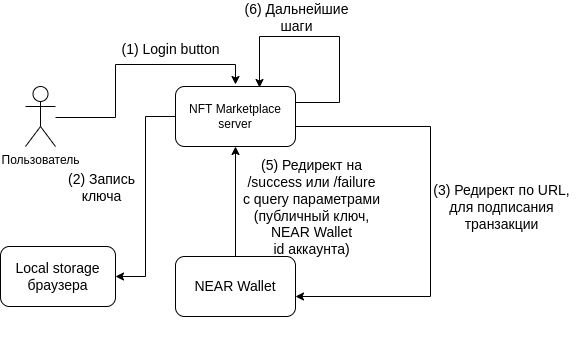 (6) Дальнейшие
шаги
(1) Login button
NFT Marketplace
server
Пользователь
(2) Запись
ключа
(5) Редирект на
/success или /failure
с query параметрами
(публичный ключ,
NEAR Wallet
id аккаунта)
(3) Редирект по URL,
для подписания
транзакции
Local storage
браузера
NEAR Wallet